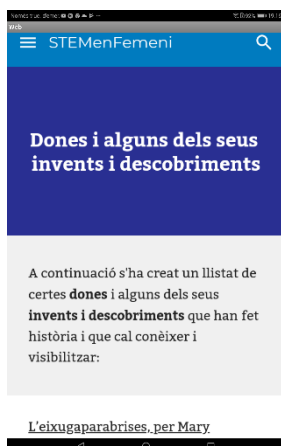 Web
STEMenFemeni
Dones i alguns dels seus
invents i descobriments
A continuació s'ha creat un llistat de
certes dones i alguns dels seus
invents i descobriments que han fet
història i que cal conèixer i
visibilitzar:
L'eixugaparabrises, per Mary